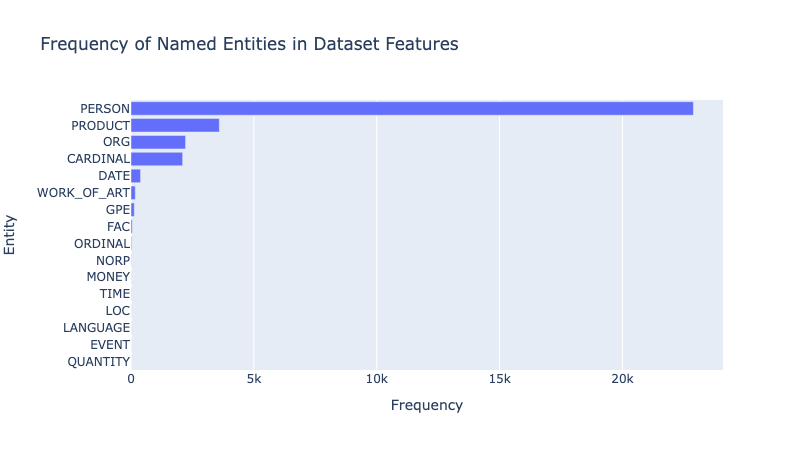 Frequency of Named Entities in Dataset Features
Entity
PERSON
PRODUCT
ORG
CARDINAL
DATE
WORK_OF_ART
GPE
FAC
ORDINAL
NORP
MONEY
TIME
LOC
LANGUAGE
EVENT
QUANTITY
0 5k 10k 15k 20k
Frequency